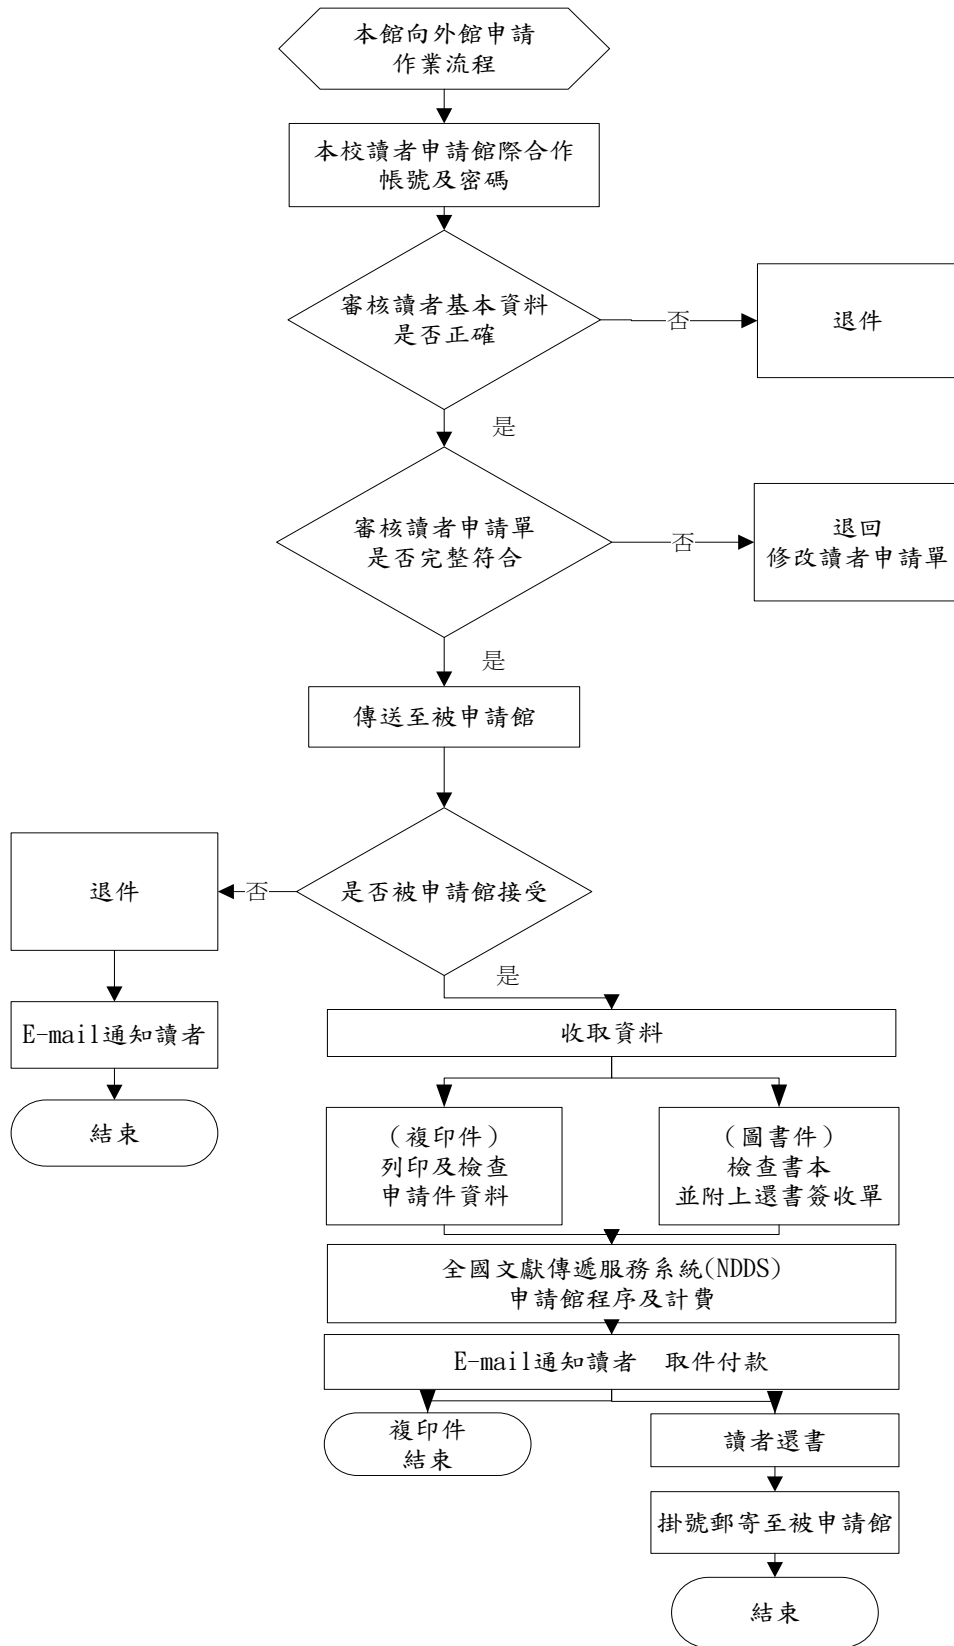 本館向外館申請
作業流程
本校讀者申請館際合作
帳號及密碼
審核讀者基本資料
是否正確
否
退件
是
審核讀者申請單
是否完整符合
否
退回
修改讀者申請單
是
傳送至被申請館
是否被申請館接受
否
退件
是
E-mail通知讀者
結束
收取資料
(複印件)
列印及檢查
申請件資料
(圖書件)
檢查書本
並附上還書簽收單
全國文獻傳遞服務系統(NDDS)
申請館程序及計費
E-mail通知讀者　取件付款
複印件
結束
讀者還書
掛號郵寄至被申請館
結束